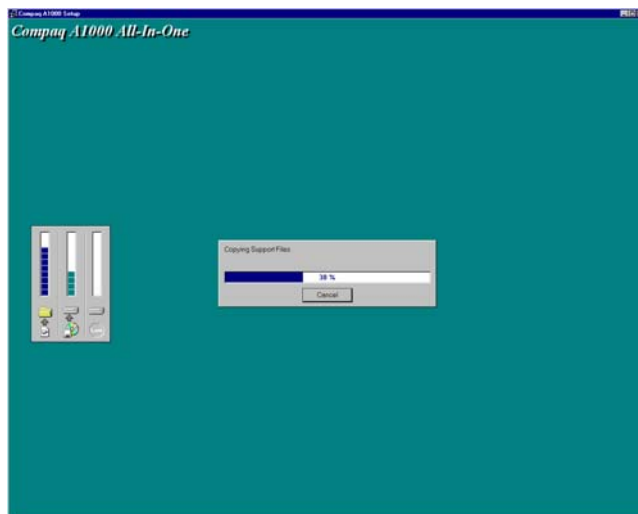 Compaq A1000 Setup
Compaq A1000 All-In-One
Copying Support Files:
38 %
Cancel